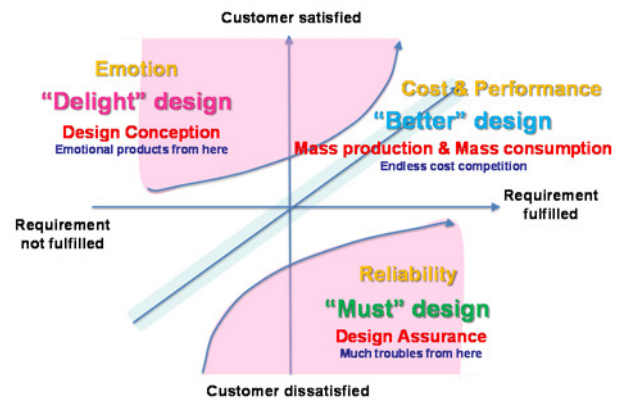 Customer satisfied
Emotion
“Delight” design
Design Conception
Emotional products from here
Cost & Performance
“Better” design
Mass production & Mass consumption
Endless cost competition
Requirement
not fulfilled
Requirement
fulfilled
Reliability
“Must” design
Design Assurance
Much troubles from here
Customer dissatisfied